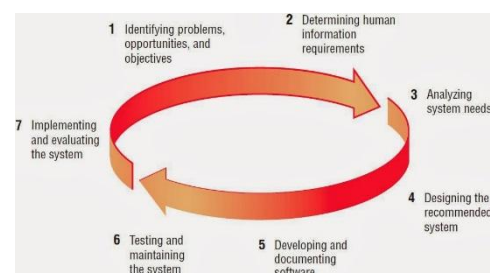 1 Identifying problems,
opportunities, and
objectives
2 Determining human
information
requirements
3 Analyzing
system needs
4 Designing the
recommended
system
5 Developing and
documenting
software
6 Testing and
maintaining
the system
7 Implementing
and evaluating
the system